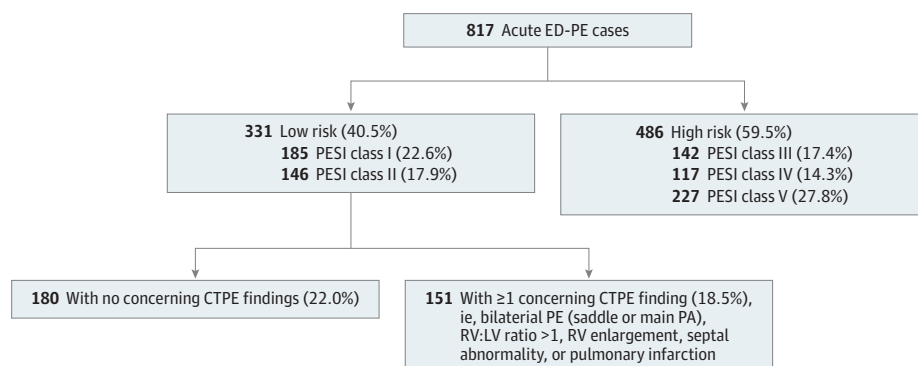 817 Acute ED-PE cases
331 Low risk (40.5%)
185 PESI class I (22.6%)
146 PESI class II (17.9%)
486 High risk (59.5%)
142 PESI class III (17.4%)
117 PESI class IV (14.3%)
227 PESI class V (27.8%)
180 With no concerning CTPE findings (22.0%)
151 With ≥1 concerning CTPE finding (18.5%),
ie, bilaterial PE (saddle or main PA),
RV:LV ratio >1, RV enlargement, septal
abnormality, or pulmonary infarction